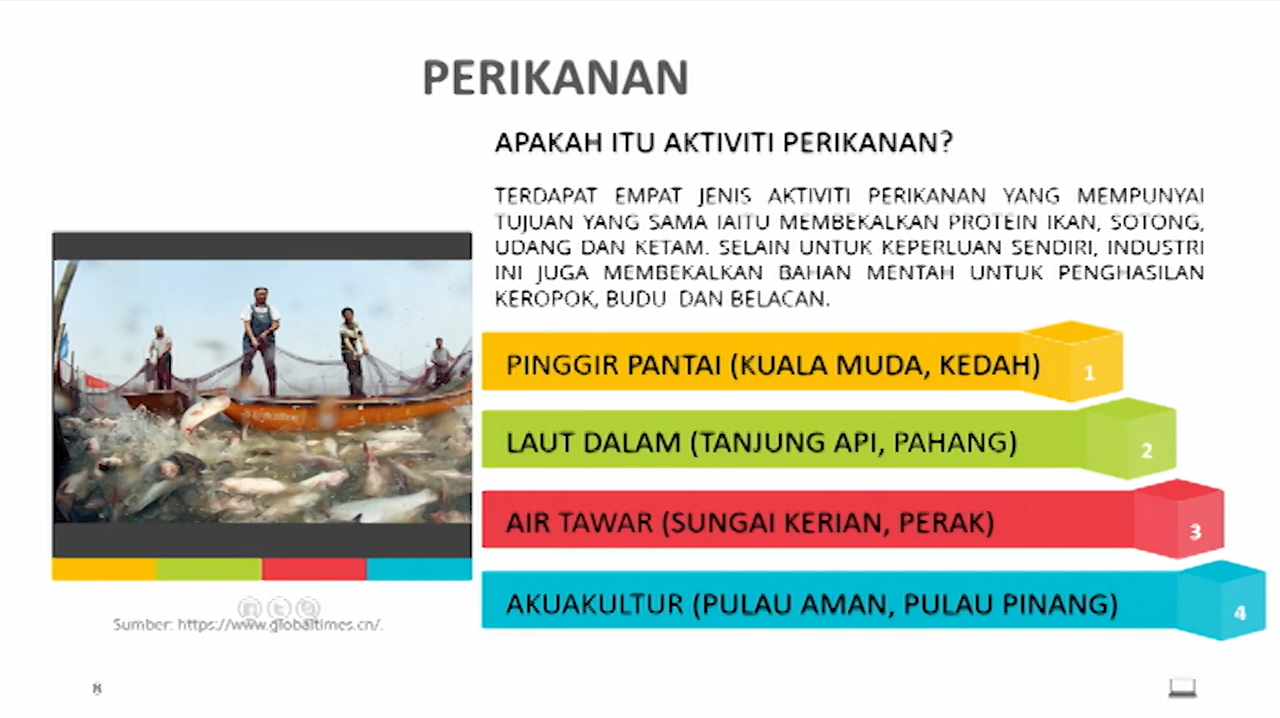 PERIKANAN
APAKAH ITU AKTIVITI PERIKANAN?
TERDAPAT EMPAT JENIS AKTIVITI PERIKANAN YANG MEMPUNYAI
TUJUAN YANG SAMA IAITU MEMBEKALKAN PROTEIN IKAN, SOTONG,
UDANG DAN KETAM. SELAIN UNTUK KEPERLUAN SENDIRI, INDUSTRI
INI JUGA MEMBEKALKAN BAHAN MENTAH UNTUK PENGHASILAN
KEROPOK, BUDU DAN BELACAN.
PINGGIR PANTAI (KUALA MUDA, KEDAH)
1
LAUT DALAM (TANJUNG API, PAHANG)
2
AIR TAWAR (SUNGAI KERIAN, PERAK)
3
AKUAKULTUR (PULAU AMAN, PULAU PINANG)
4
Sumber: https://www.globaltimes.cn/.